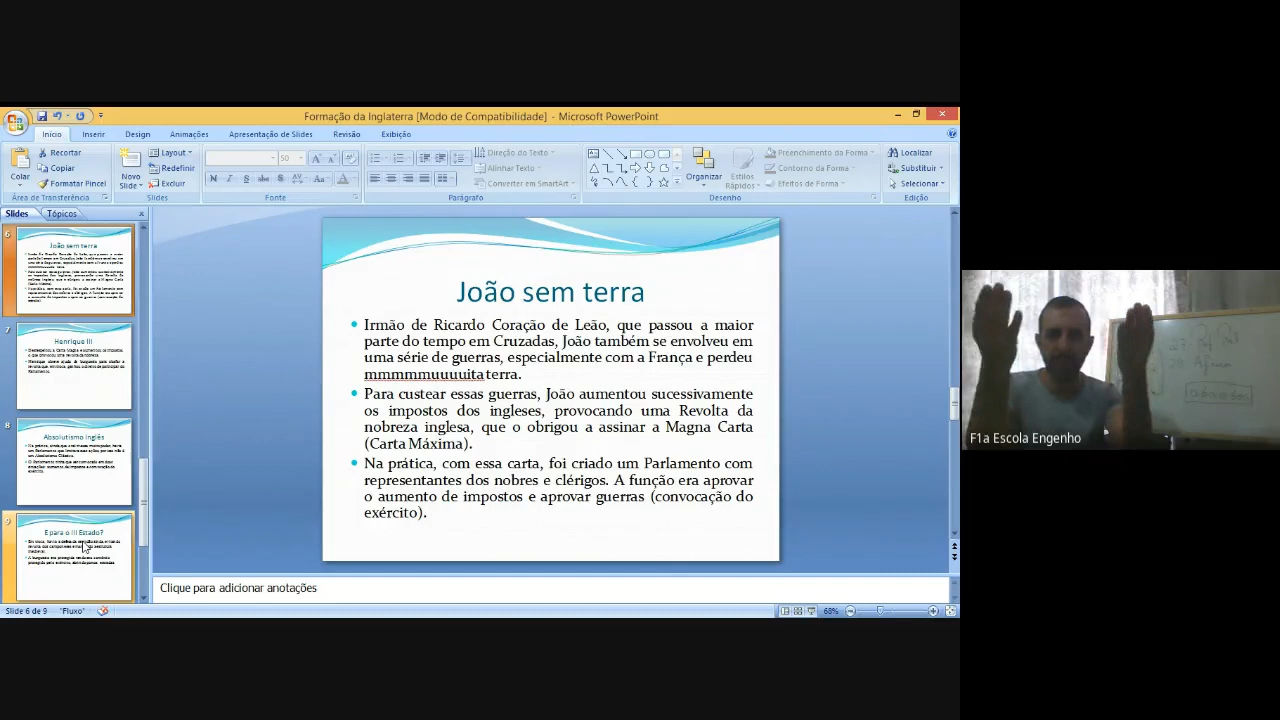 Formação da Inglaterra [Modo de Compatibilidade] - Microsoft PowerPoint
Início Inserir Design Animações Apresentação de Slides Revisão Exibição
Colar
Recortar
Copiar
Formatar Pincel
Área de Transferência
Novo Slide
Layout
Redefinir
Excluir
Slides
50
N I S abc S AV Aa A
Fonte
Direção do Texto
Alinhar Texto
Converter em SmartArt
Parágrafo
Organizar
Estilos Rápidos
Preenchimento da Forma
Contorno da Forma
Efeitos de Forma
Desenho
Localizar
Substituir
Selecionar
Edição
Slides Tópicos
6
João sem terra
7
Henrique III
8
Absolutismo Inglês
9
E para o III Estado?
João sem terra
• Irmão de Ricardo Coração de Leão, que passou a maior
parte do tempo em Cruzadas, João também se envolveu em
uma série de guerras, especialmente com a França e perdeu
mmmmmuuuuita terra.
• Para custear essas guerras, João aumentou sucessivamente
os impostos dos ingleses, provocando uma Revolta da
nobreza inglesa, que o obrigou a assinar a Magna Carta
(Carta Máxima).
• Na prática, com essa carta, foi criado um Parlamento com
representantes dos nobres e clérigos. A função era aprovar
o aumento de impostos e aprovar guerras (convocação do
exército).
Clique para adicionar anotações
Slide 6 de 9 "Fluxo" 68%
F1a Escola Engenho